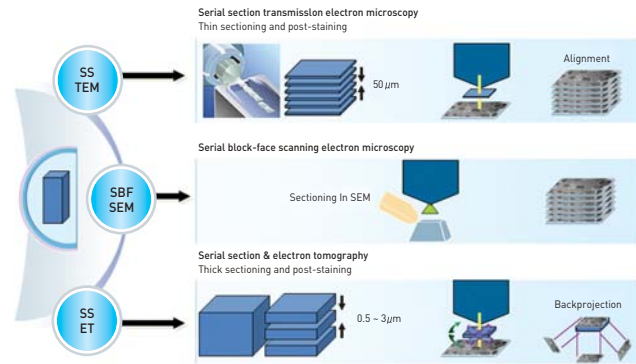 Serial section transmisslon electron microscopy
Thin sectioning and post-staining
SS
TEM
50 μm
Alignment
Serial block-face scanning electron microscopy
SBF
SEM
Sectioning In SEM
Serial section & electron tomography
Thick sectioning and post-staining
SS
ET
0.5 ~ 3μm
Backprojection